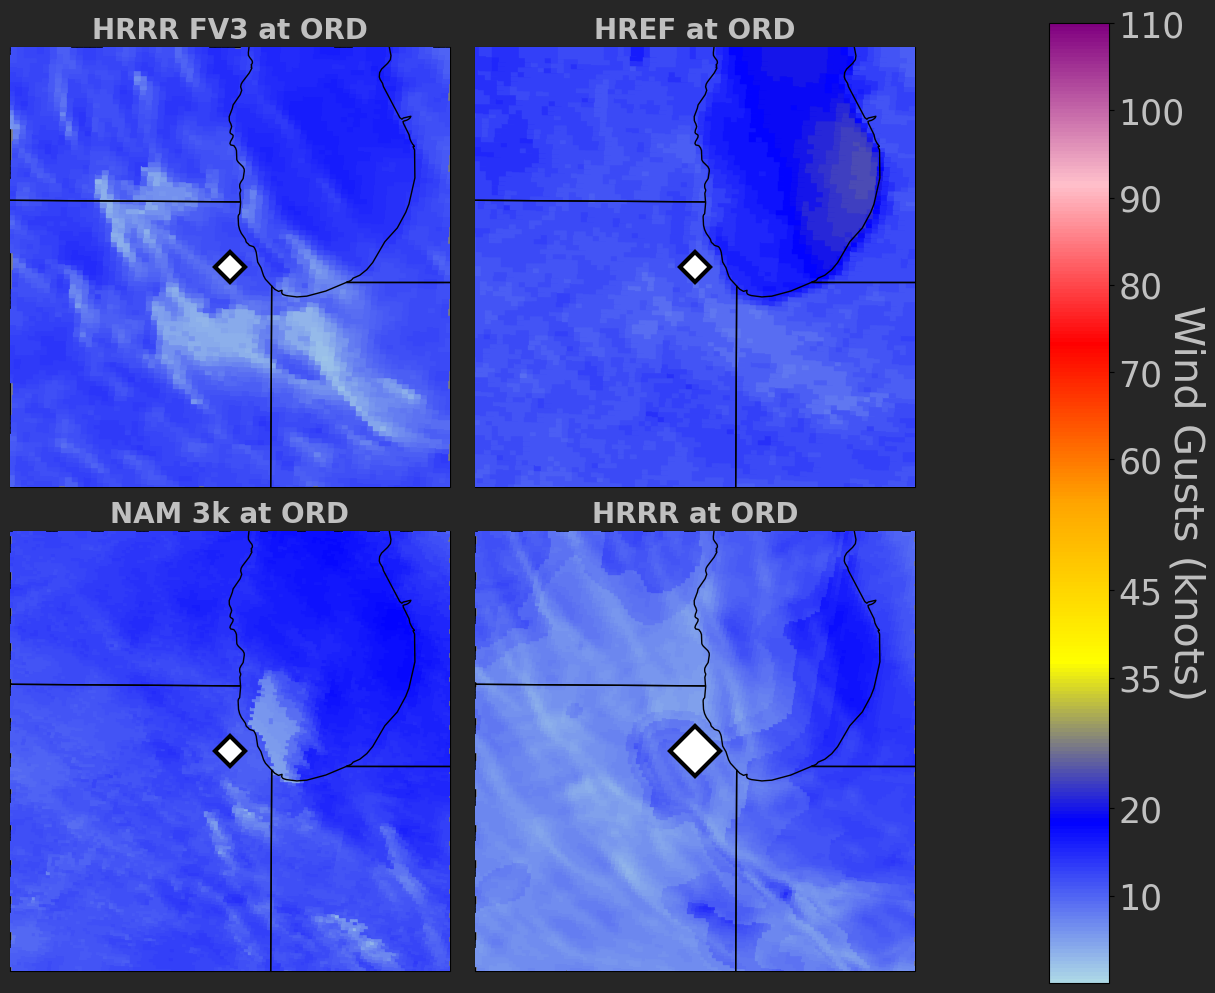 HRRR FV3 at ORD
HREF at ORD
NAM 3k at ORD
HRRR at ORD
110
100
90
80
70
60
45
35
20
10
Wind Gusts (knots)